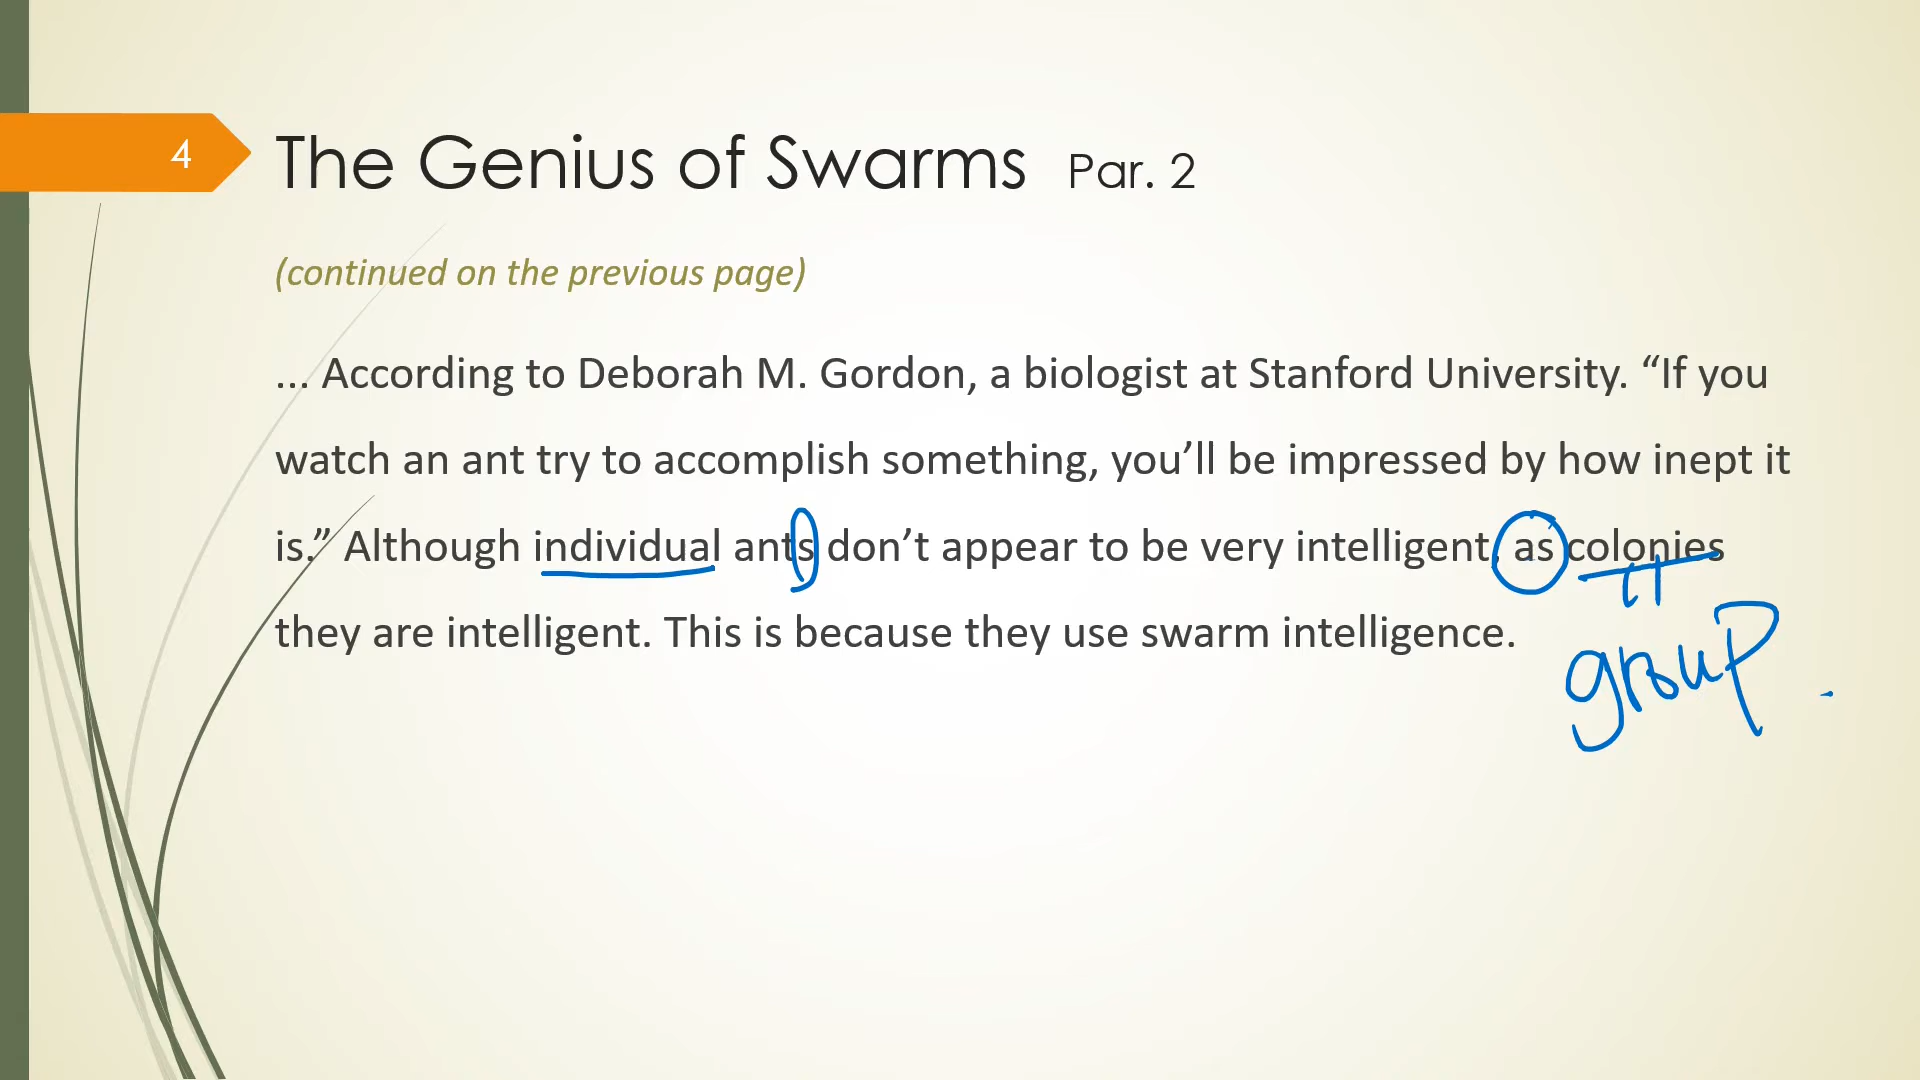 4
The Genius of Swarms Par. 2
(continued on the previous page)
... According to Deborah M. Gordon, a biologist at Stanford University. “If you
watch an ant try to accomplish something, you’ll be impressed by how inept it
is.” Although individual ants don’t appear to be very intelligent, as colonies
they are intelligent. This is because they use swarm intelligence.
group